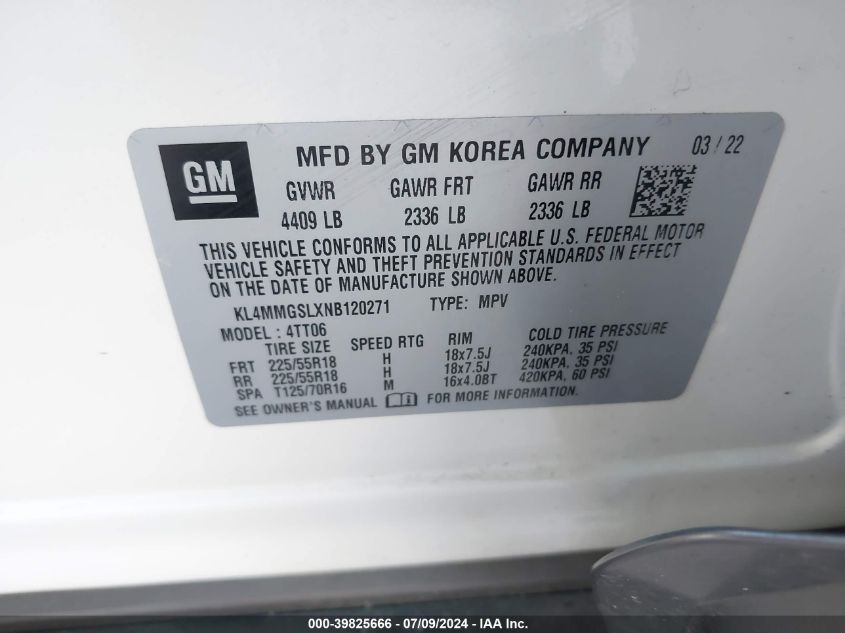 GM
MFD BY GM KOREA COMPANY 03/22
GVWR GAWR FRT GAWR RR
4409 LB 2336 LB 2336 LB
THIS VEHICLE CONFORMS TO ALL APPLICABLE U.S. FEDERAL MOTOR
VEHICLE SAFETY AND THEFT PREVENTION STANDARDS IN EFFECT
ON THE DATE OF MANUFACTURE SHOWN ABOVE.
KL4MMGSLXNB120271 TYPE: MPV
MODEL: 4TT06
TIRE SIZE SPEED RTG RIM COLD TIRE PRESSURE
FRT 225/55R18 H 18x7.5J 240KPA, 35 PSI
RR 225/55R18 H 18x7.5J 240KPA, 35 PSI
SPA T125/70R16 M 16x4.0BT 420KPA, 60 PSI
SEE OWNER'S MANUAL FOR MORE INFORMATION.
000-39825666 - 07/09/2024 - IAA Inc.